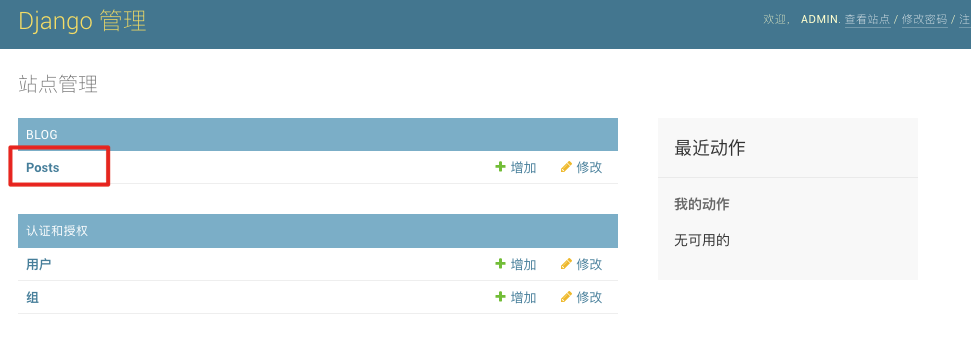 Django 管理
欢迎， ADMIN. 查看站点 / 修改密码 / 注
站点管理
BLOG
Posts 增加 修改
认证和授权
用户 增加 修改
组 增加 修改
最近动作
我的动作
无可用的